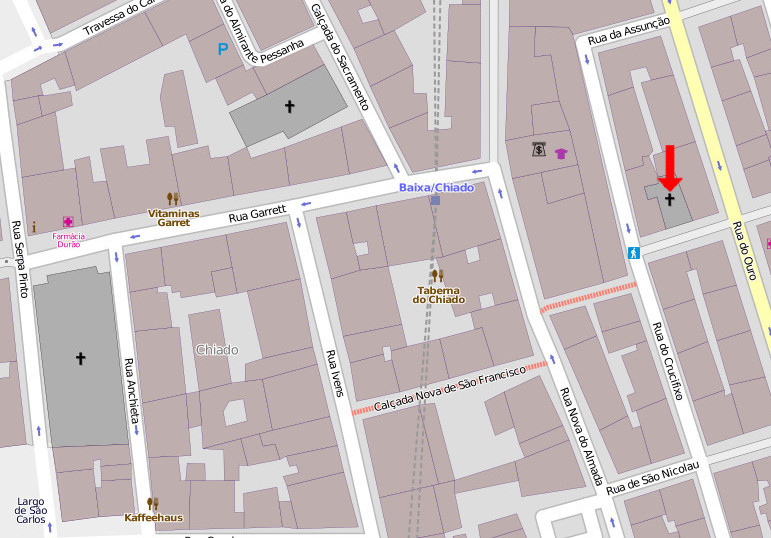 Travessa do Car
do Almirante Pessanha
Calçada do Sacramento
Rua da Assunção
P
$
Baixa/Chiado
Vitaminas
Garret
Rua Garrett
i
Farmácia
Durão
Rua Serpa Pinto
Rua do Ouro
Taberna
do Chiado
Chiado
Rua Anchieta
Rua Ivens
Calçada Nova de São Francisco
Rua do Crucifixo
Rua Nova do Almada
Rua de São Nicolau
Largo
de São
Carlos
Kaffeehaus